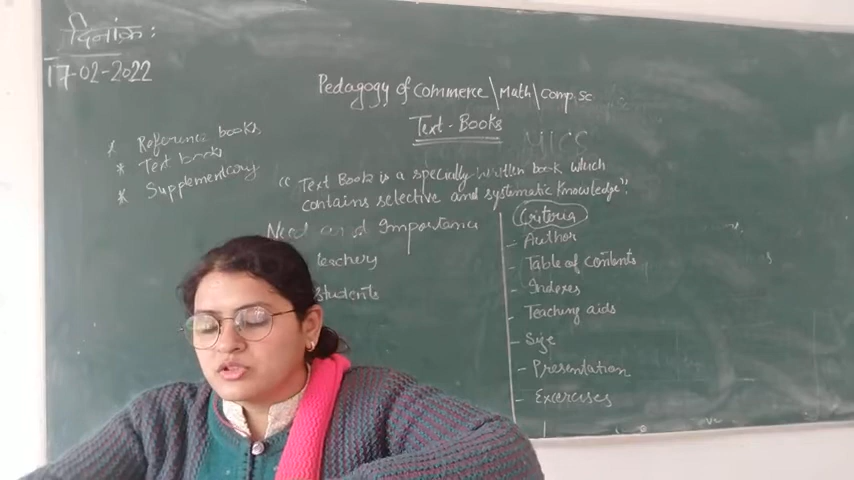 दिनांक:
17-02-2022
Pedagogy of Commerce\Math\Comp.Sc
Text-Books
* Reference books
* Text books
* Supplementary
"Text Book is a specially written book which
contains selective and systematic knowledge".
Need and Importance
teachers
students
Criteria
- Author
- Table of contents
- Indexes
- Teaching aids
- Size
- Presentation
- Excercises